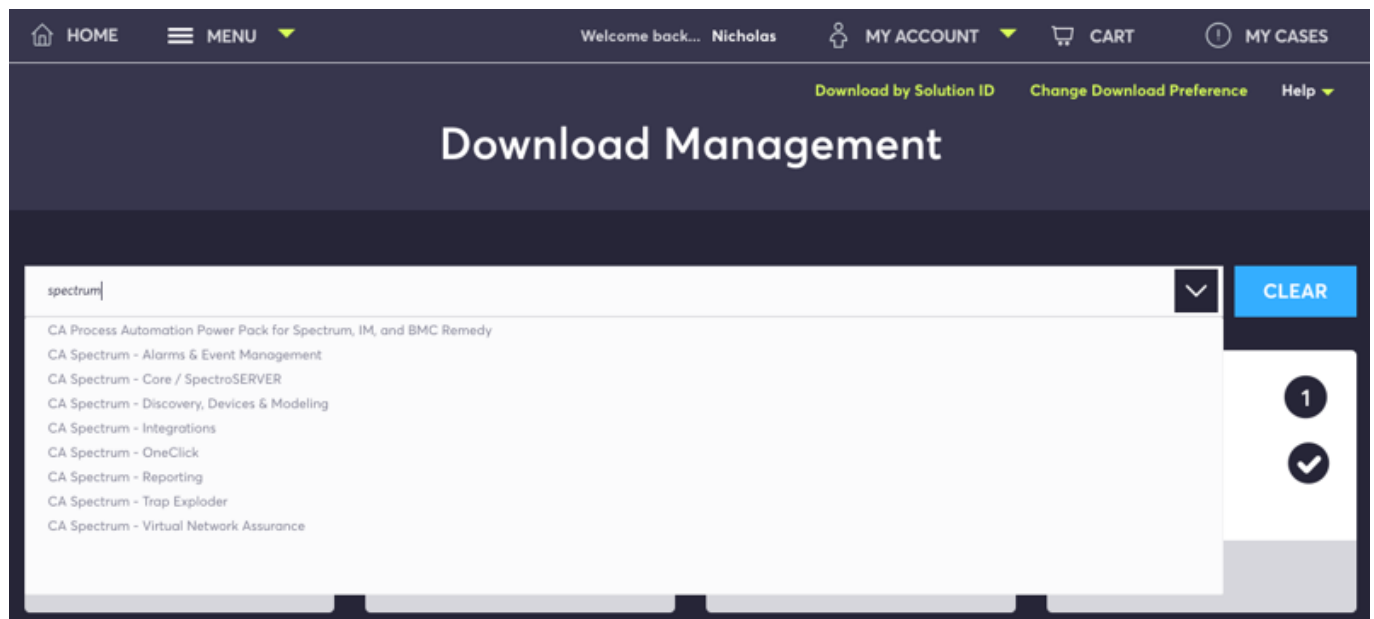 HOME MENU Welcome back... Nicholas MY ACCOUNT CART MY CASES
Download by Solution ID Change Download Preference Help
Download Management
spectrum CLEAR
CA Process Automation Power Pack for Spectrum, IM, and BMC Remedy
CA Spectrum - Alarms & Event Management
CA Spectrum - Core / SpectroSERVER
CA Spectrum - Discovery, Devices & Modeling
CA Spectrum - Integrations
CA Spectrum - OneClick
CA Spectrum - Reporting
CA Spectrum - Trap Exploder
CA Spectrum - Virtual Network Assurance
1